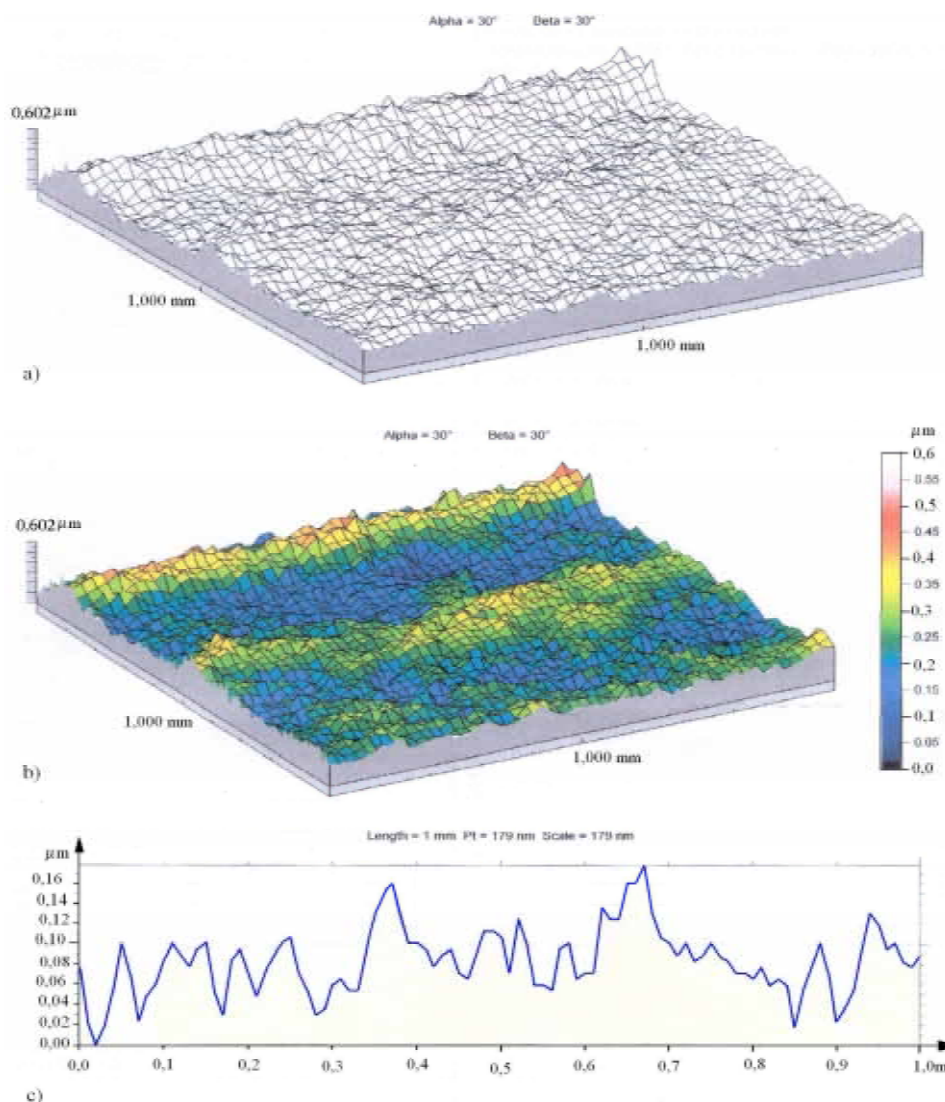 Alpha = 30° Beta = 30°
0,602 µm
1,000 mm
1,000 mm
a)
Alpha = 30° Beta = 30°
µm
0,602 µm
0,6
0.55
0,5
0,45
0,4
0,35
0,3
0,25
0,2
0,15
0,1
0,05
0,0
1,000 mm
1,000 mm
b)
Length = 1 mm Pt = 179 nm Scale = 179 nm
µm
0,16
0,14
0,12
0,10
0,08
0,06
0,04
0,02
0,00
0,0 0,1 0,2 0,3 0,4 0,5 0,6 0,7 0,8 0,9 1,0m
c)